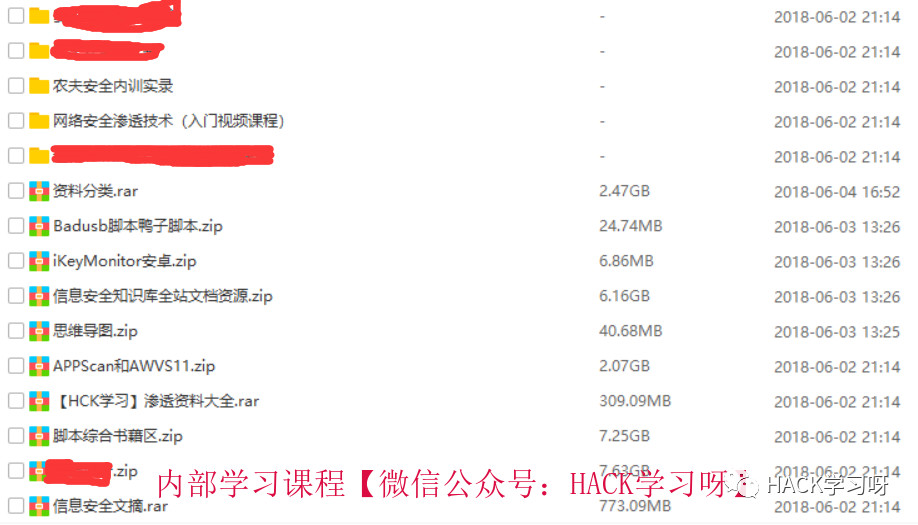 - 2018-06-02 21:14
- 2018-06-02 21:14
农夫安全内训实录 - 2018-06-02 21:14
网络安全渗透技术（入门视频课程） - 2018-06-02 21:14
- 2018-06-02 21:14
资料分类.rar 2.47GB 2018-06-04 16:52
Badusb脚本鸭子脚本.zip 24.74MB 2018-06-03 13:26
iKeyMonitor安卓.zip 6.86MB 2018-06-03 13:26
信息安全知识库全站文档资源.zip 6.16GB 2018-06-03 13:26
思维导图.zip 40.68MB 2018-06-03 13:25
APPScan和AWVS11.zip 2.07GB 2018-06-02 21:14
【HCK学习】渗透资料大全.rar 309.09MB 2018-06-02 21:14
脚本综合书籍区.zip 7.25GB 2018-06-02 21:14
.zip 7.63GB 2018-06-02 21:14
内部学习课程【微信公众号：HACK学习呀】
HACK学习呀
信息安全文摘.rar 773.09MB 2018-06-02 21:14